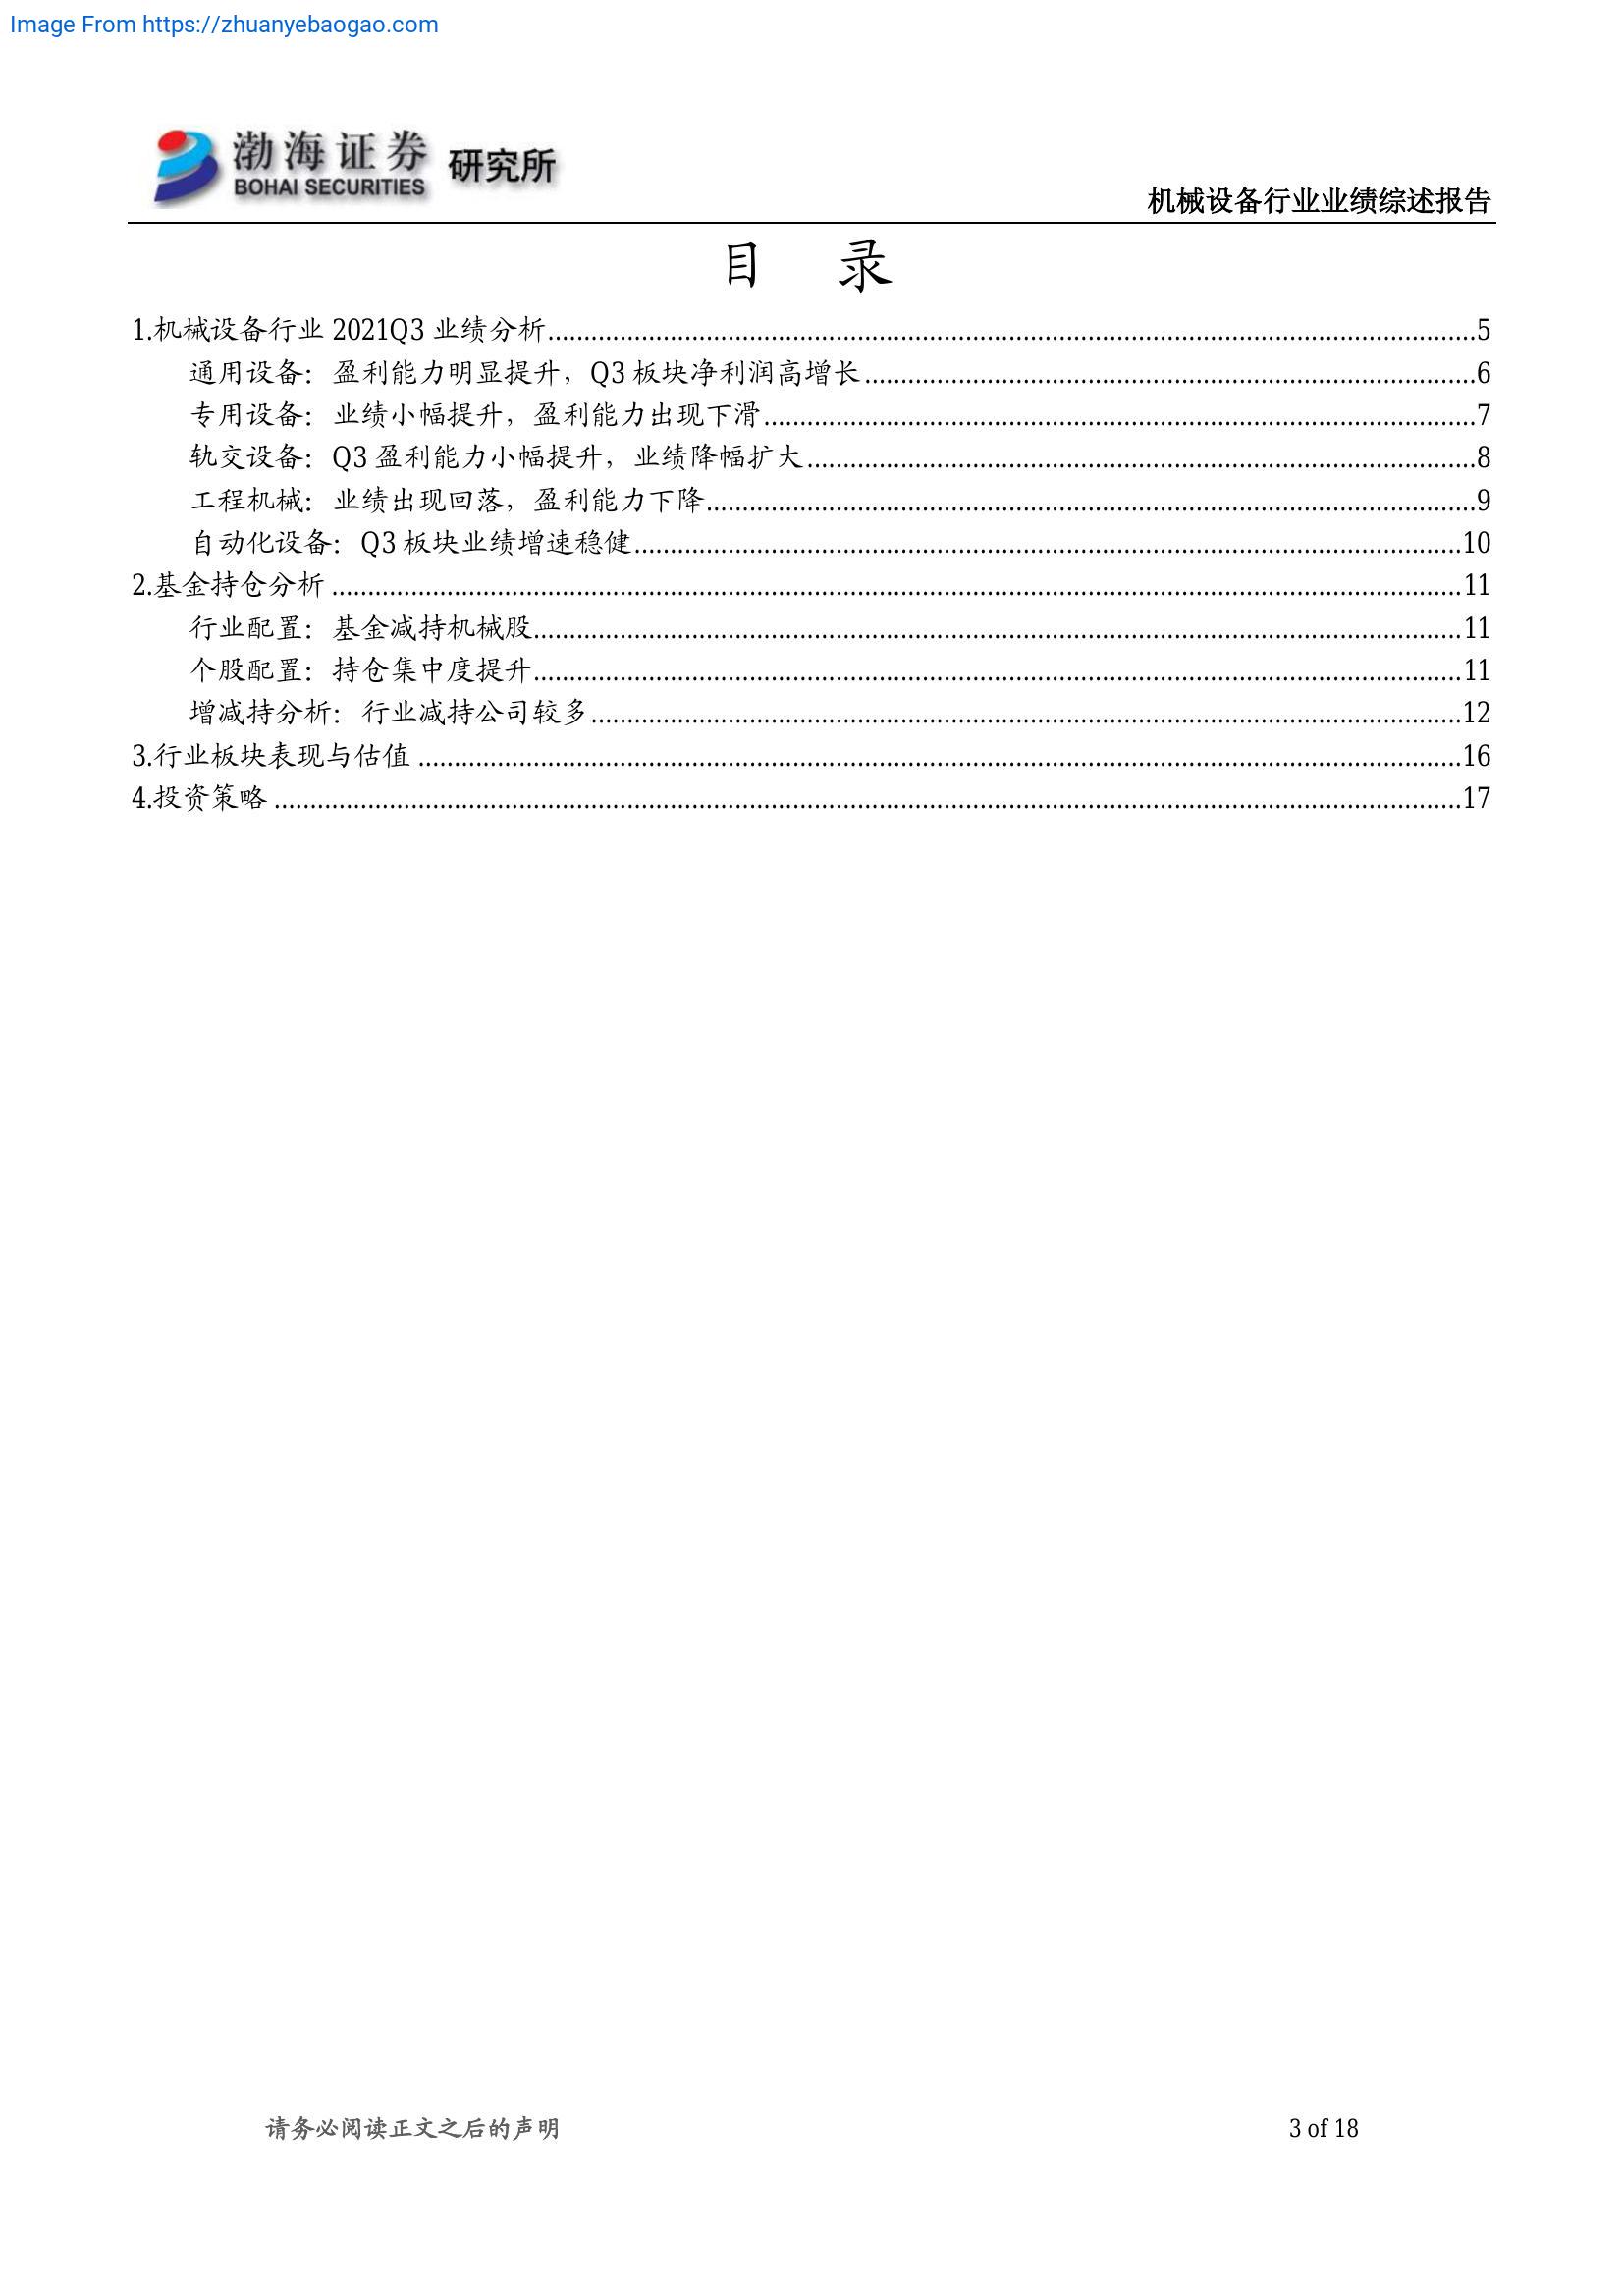 Image From https://zhuanyebaogao.com
渤海证券 研究所
BOHAI SECURITIES
机械设备行业业绩综述报告
目 录
1.机械设备行业 2021Q3 业绩分析........................................5
通用设备：盈利能力明显提升，Q3 板块净利润高增长........................................6
专用设备：业绩小幅提升，盈利能力出现下滑........................................7
轨交设备：Q3 盈利能力小幅提升，业绩降幅扩大........................................8
工程机械：业绩出现回落，盈利能力下降........................................9
自动化设备：Q3 板块业绩增速稳健........................................10
2.基金持仓分析 ........................................11
行业配置：基金减持机械股........................................11
个股配置：持仓集中度提升........................................11
增减持分析：行业减持公司较多........................................12
3.行业板块表现与估值 ........................................16
4.投资策略 ........................................17
请务必阅读正文之后的声明
3 of 18